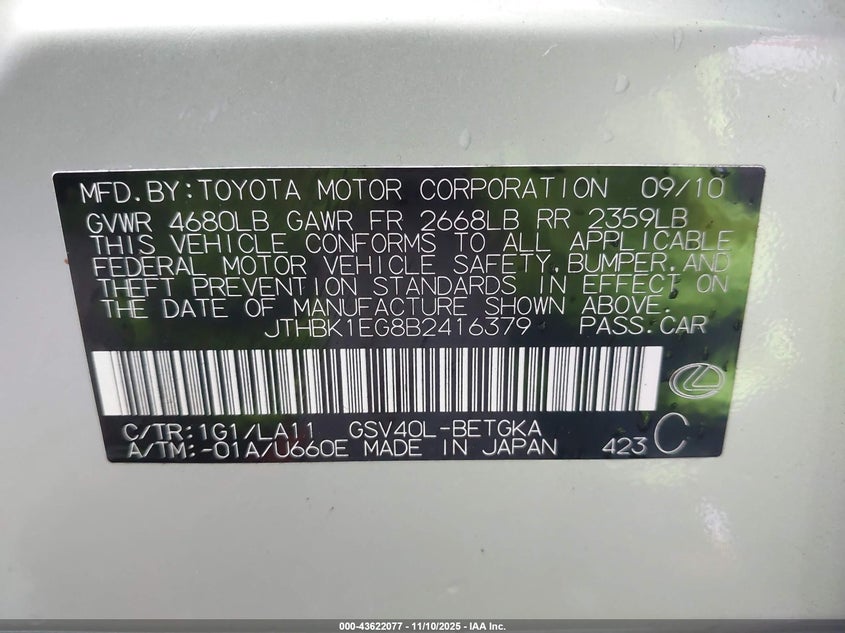 MFD.BY:TOYOTA MOTOR CORPORATION 09/10
GVWR 4680LB GAWR FR 2668LB RR 2359LB
THIS VEHICLE CONFORMS TO ALL APPLICABLE
FEDERAL MOTOR VEHICLE SAFETY, BUMPER, AND
THEFT PREVENTION STANDARDS IN EFFECT ON
THE DATE OF MANUFACTURE SHOWN ABOVE.
JTHBK1EG8B2416379 PASS.CAR
C/TR:1G1/LA11 GSV40L-BETGKA
A/TM:-01A/U660E MADE IN JAPAN 423 C
000-43622077 - 11/10/2025 - IAA Inc.